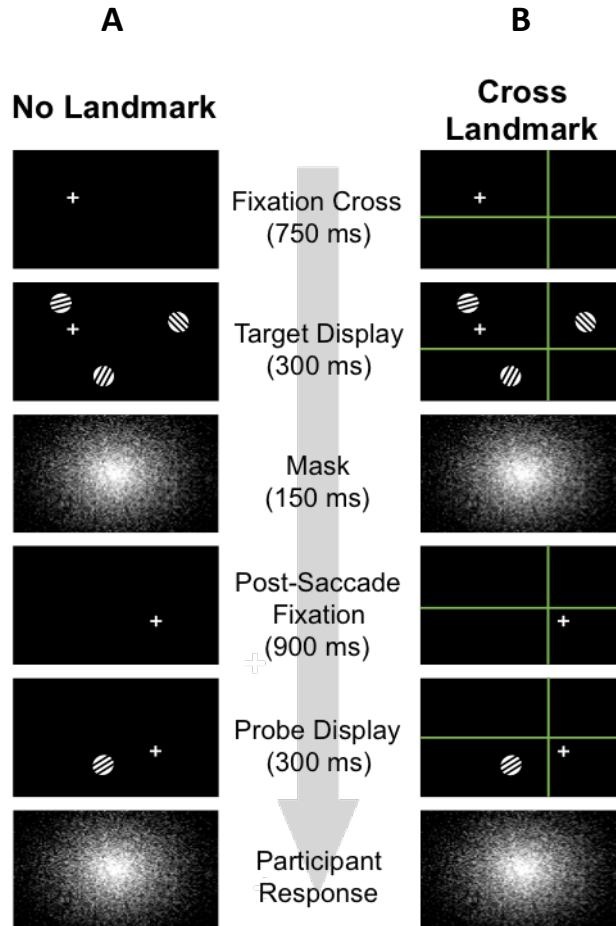 A
B
No Landmark
Cross
Landmark
Fixation Cross
(750 ms)
Target Display
(300 ms)
Mask
(150 ms)
Post-Saccade
Fixation
(900 ms)
Probe Display
(300 ms)
Participant
Response